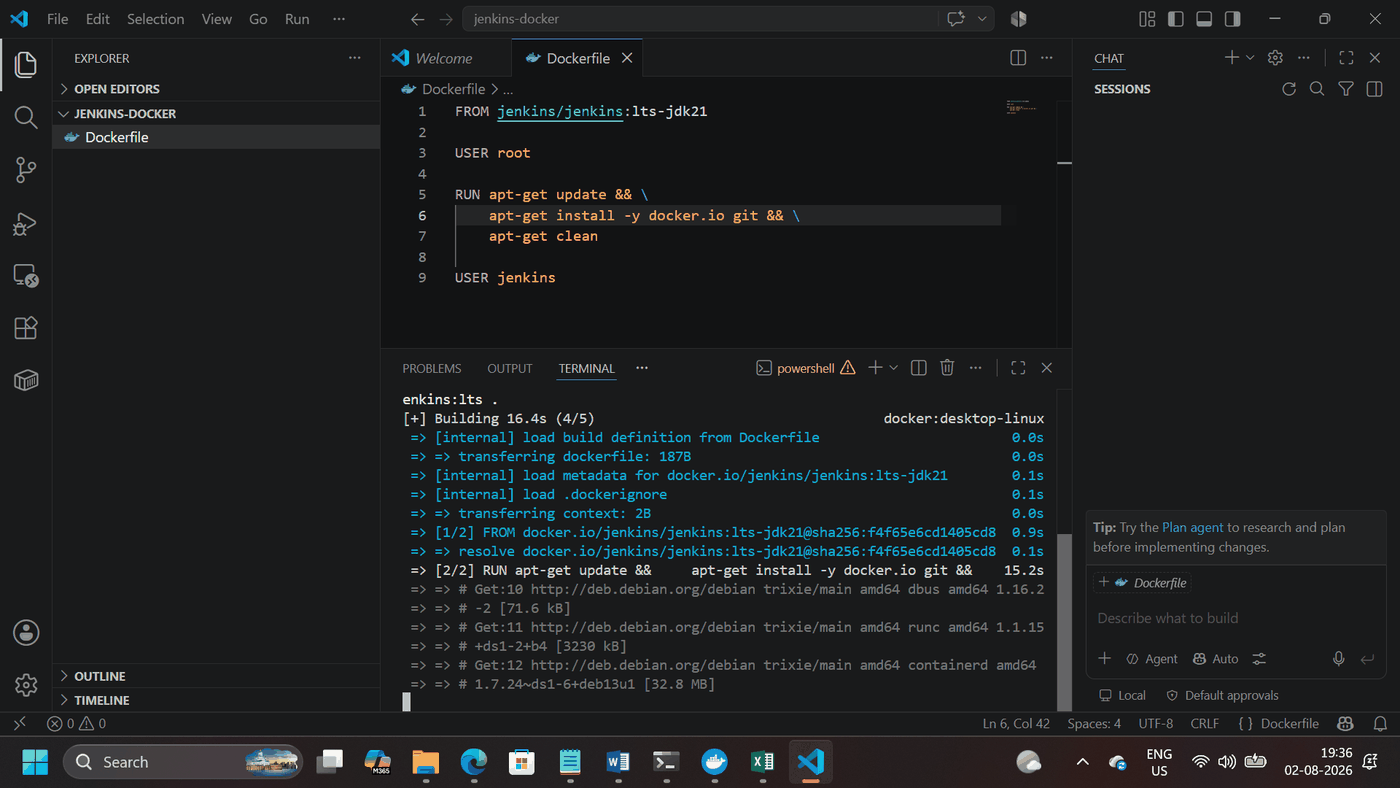 File Edit Selection View Go Run ···
jenkins-docker
EXPLORER
OPEN EDITORS
JENKINS-DOCKER
Dockerfile
Welcome
Dockerfile
Dockerfile > ...
1 FROM jenkins/jenkins:lts-jdk21
2
3 USER root
4
5 RUN apt-get update && \
6 apt-get install -y docker.io git && \
7 apt-get clean
8
9 USER jenkins
PROBLEMS OUTPUT TERMINAL ···
powershell
enkins:lts .
[+] Building 16.4s (4/5) docker:desktop-linux
=> [internal] load build definition from Dockerfile 0.0s
=> => transferring dockerfile: 187B 0.0s
=> [internal] load metadata for docker.io/jenkins/jenkins:lts-jdk21 0.1s
=> [internal] load .dockerignore 0.1s
=> => transferring context: 2B 0.0s
=> [1/2] FROM docker.io/jenkins/jenkins:lts-jdk21@sha256:f4f65e6cd1405cd8 0.9s
=> => resolve docker.io/jenkins/jenkins:lts-jdk21@sha256:f4f65e6cd1405cd8 0.1s
=> [2/2] RUN apt-get update && apt-get install -y docker.io git && 15.2s
=> => # Get:10 http://deb.debian.org/debian trixie/main amd64 dbus amd64 1.16.2
=> => # -2 [71.6 kB]
=> => # Get:11 http://deb.debian.org/debian trixie/main amd64 runc amd64 1.1.15
=> => # +ds1-2+b4 [3230 kB]
=> => # Get:12 http://deb.debian.org/debian trixie/main amd64 containerd amd64
=> => # 1.7.24~ds1-6+deb13u1 [32.8 MB]
CHAT
SESSIONS
Tip: Try the Plan agent to research and plan
before implementing changes.
Dockerfile
Describe what to build
Agent Auto
Local Default approvals
OUTLINE
TIMELINE
0 0
Ln 6, Col 42 Spaces: 4 UTF-8 CRLF { } Dockerfile
Search
M365
ENG
US
19:36
02-08-2026